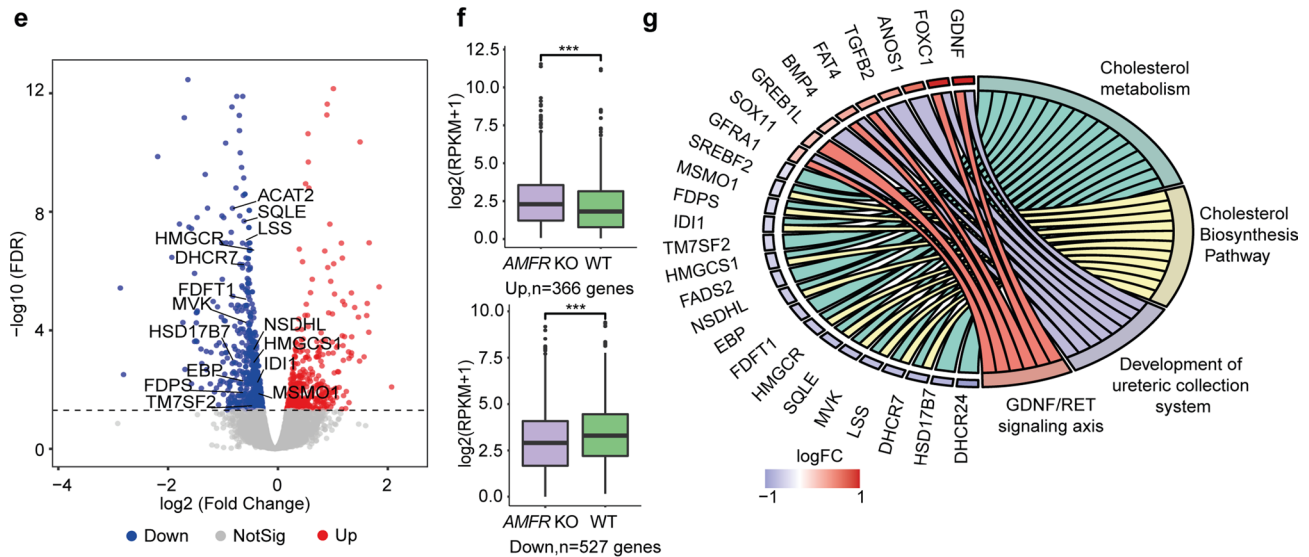 e
12
8
4
0
−4
−2
0
2
−log10 (FDR)
log2 (Fold Change)
ACAT2
SQLE
LSS
HMGCR
DHCR7
FDFT1
MVK
NSDHL
HSD17B7
HMGCS1
IDI1
EBP
FDPS
MSMO1
TM7SF2
Down
NotSig
Up
f
12.5
10.0
7.5
5.0
2.5
0.0
log2(RPKM+1)
***
AMFR KO WT
Up,n=366 genes
10.0
7.5
5.0
2.5
0.0
log2(RPKM+1)
***
AMFR KO WT
Down,n=527 genes
g
GDNF
FOXC1
ANOS1
TGFB2
FAT4
BMP4
GREB1L
SOX11
GFRA1
SREBF2
MSMO1
FDPS
IDI1
TM7SF2
HMGCS1
FADS2
NSDHL
EBP
FDFT1
HMGCR
SQLE
MVK
LSS
DHCR7
HSD17B7
DHCR24
Cholesterol
metabolism
Cholesterol
Biosynthesis
Pathway
Development of
ureteric collection
system
GDNF/RET
signaling axis
logFC
−1
1